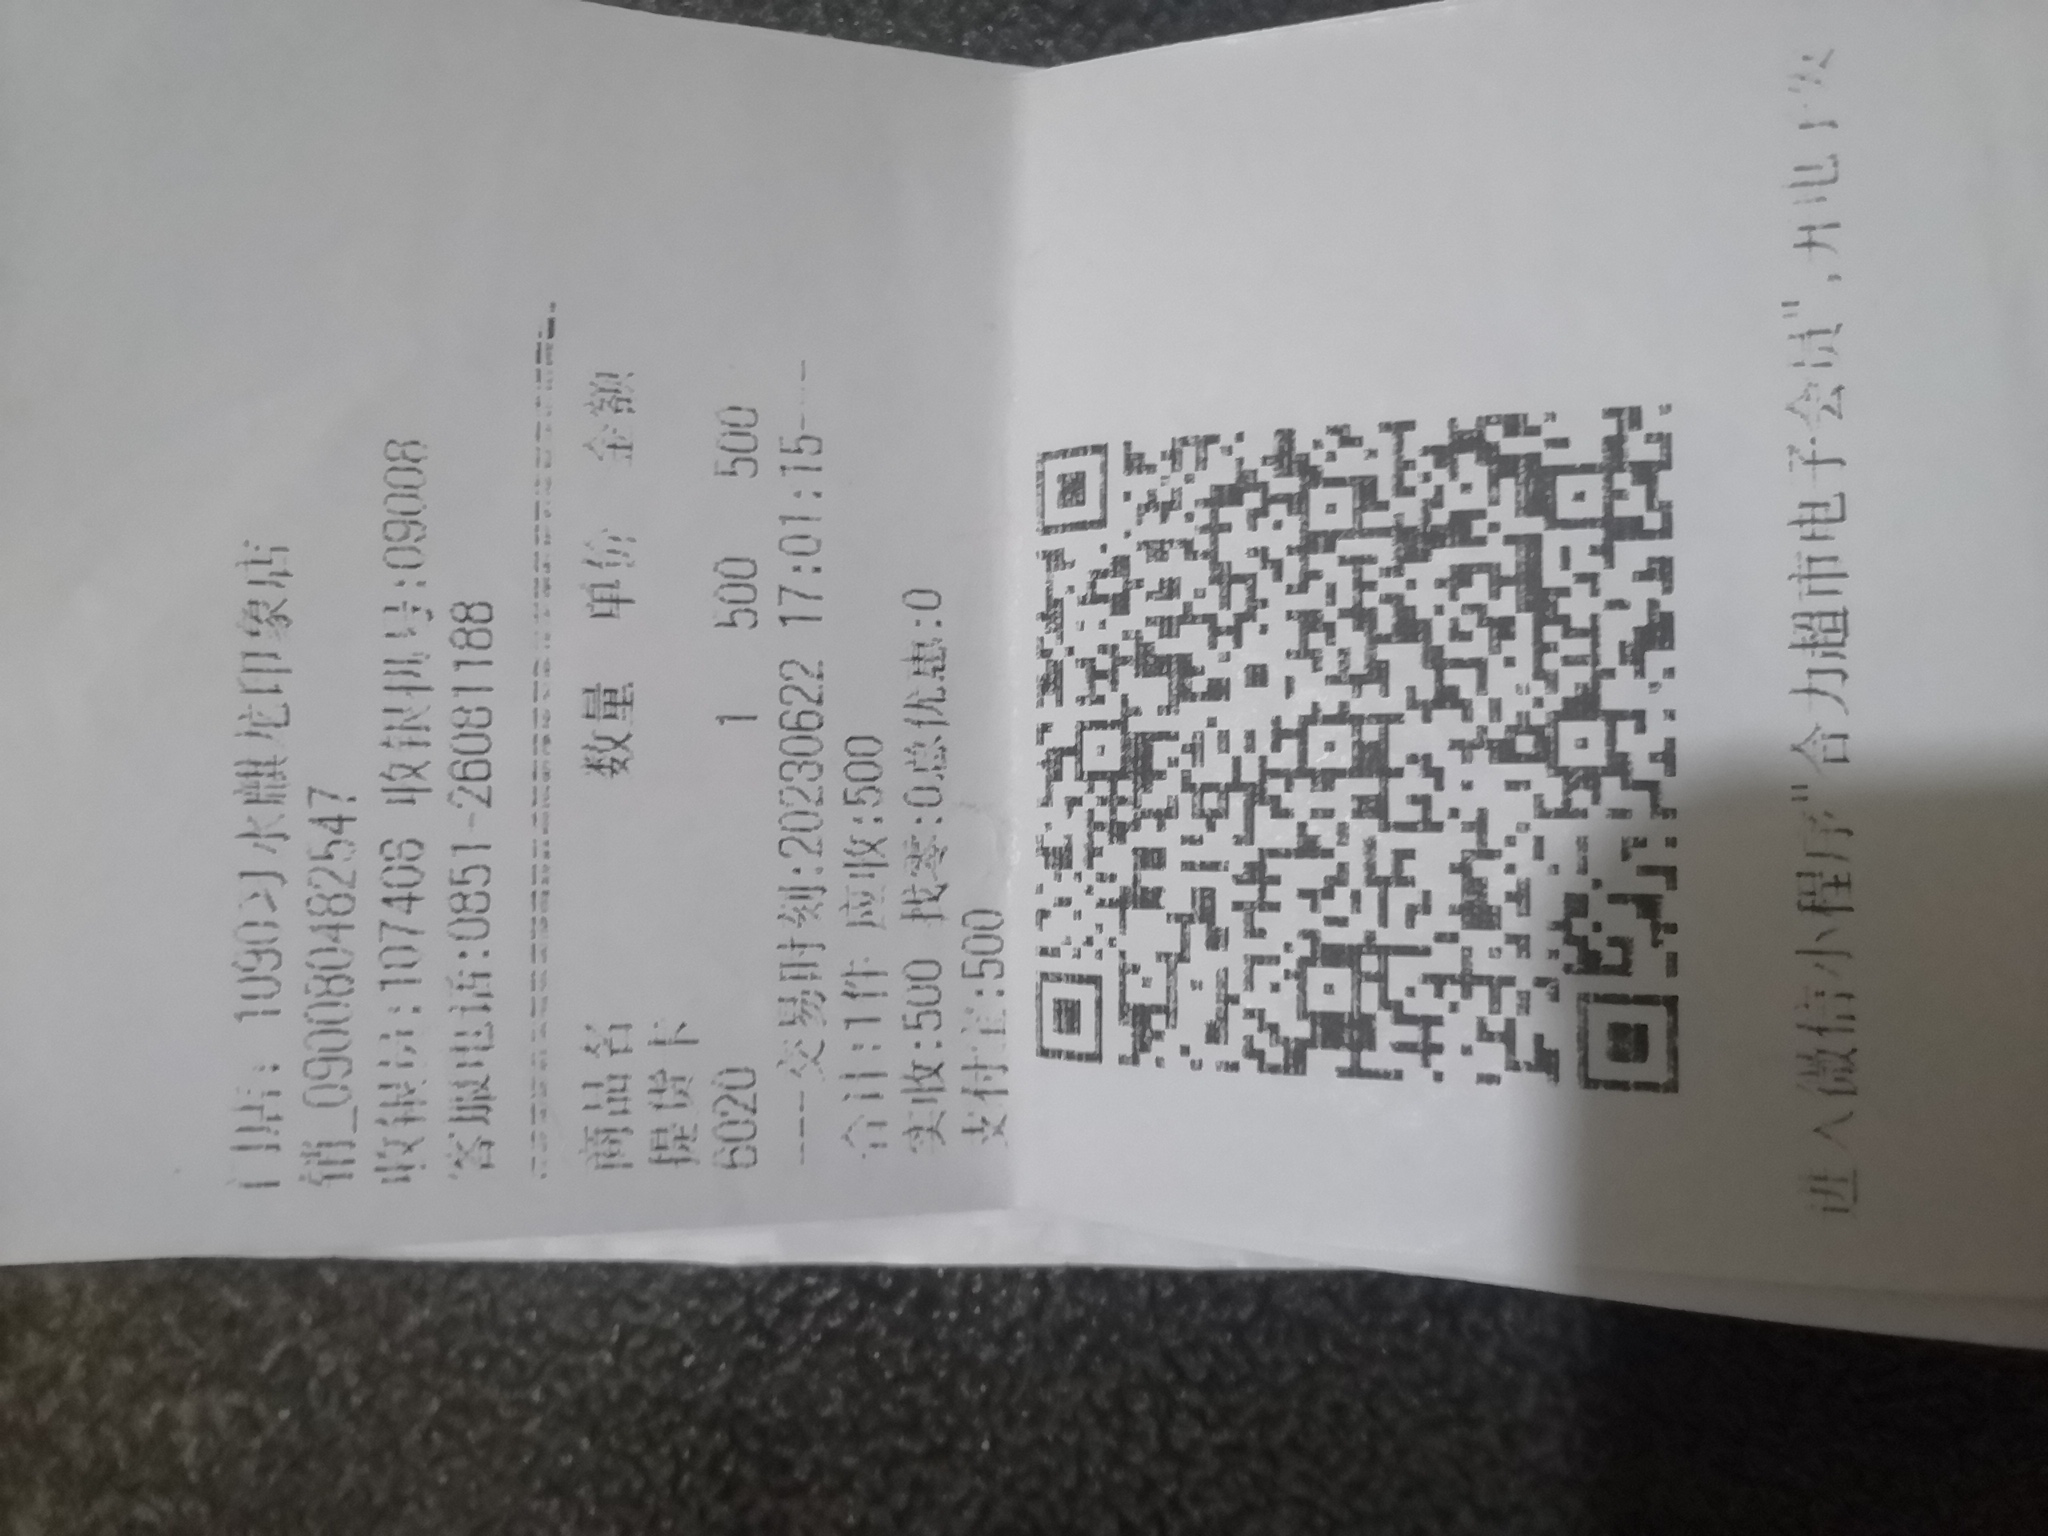 门店: 1090习水麒龙印象店
销_090080482547
收银员:107406 收银机号:09008
客服电话:0851-26081188
商品名 数量 单价 金额
提货卡
6020 1 500 500
----交易时刻:20230622 17:01:15----
合计:1件 应收:500
实收:500 找零:0总优惠:0
支付宝:500
进入微信小程序"合力超市电子会员",开电子发